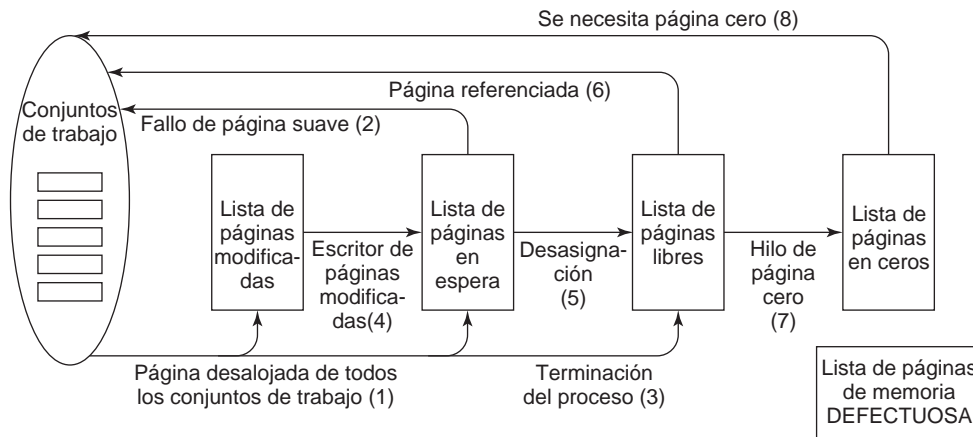 Se necesita página cero (8)
Página referenciada (6)
Fallo de página suave (2)
Conjuntos
de trabajo
Lista de
páginas
modifica-
das
Escritor de
páginas
modifica-
das(4)
Lista de
páginas
en
espera
Desasigna-
ción
(5)
Lista de
páginas
libres
Hilo de
página
cero
(7)
Lista de
páginas
en ceros
Página desalojada de todos
los conjuntos de trabajo (1)
Terminación
del proceso (3)
Lista de páginas
de memoria
DEFECTUOSA